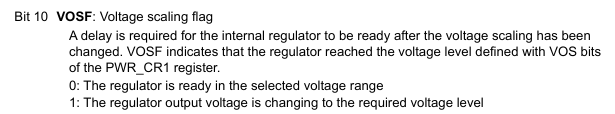 Bit 10 VOSF: Voltage scaling flag
A delay is required for the internal regulator to be ready after the voltage scaling has been
changed. VOSF indicates that the regulator reached the voltage level defined with VOS bits
of the PWR_CR1 register.
0: The regulator is ready in the selected voltage range
1: The regulator output voltage is changing to the required voltage level